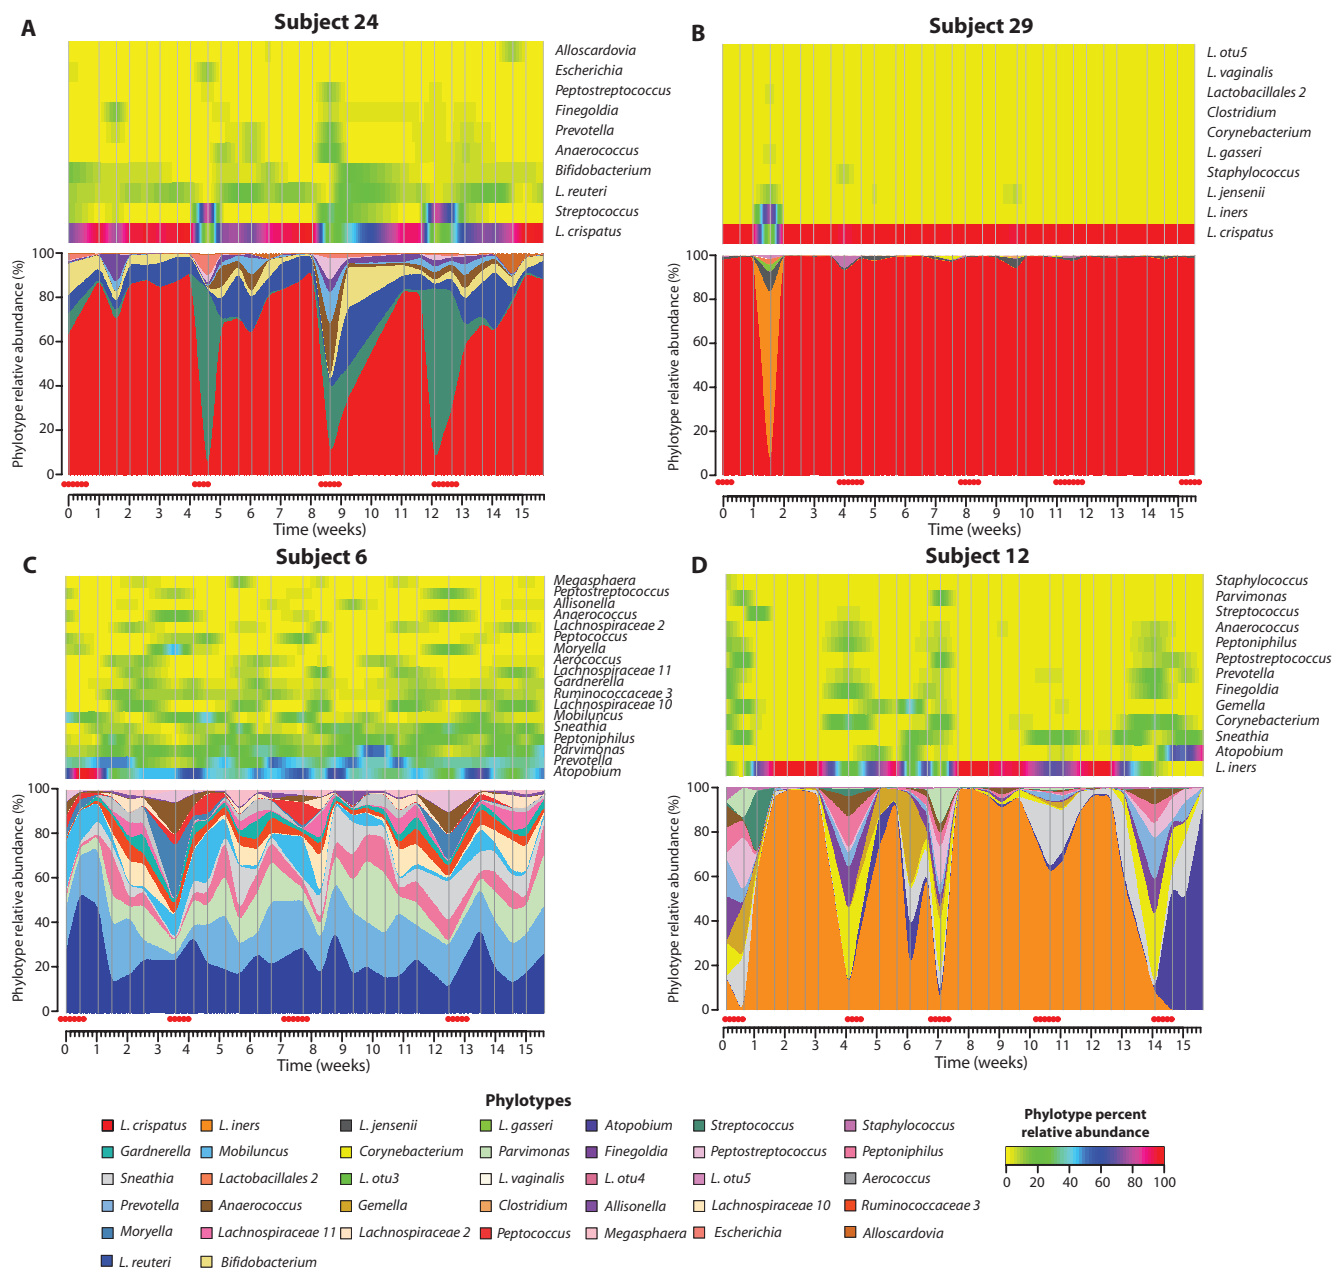 A
Subject 24
Alloscardovia
Escherichia
Peptostreptococcus
Finegoldia
Prevotella
Anaerococcus
Bifidobacterium
L. reuteri
Streptococcus
L. crispatus
Phylotype relative abundance (%)
100
80
60
40
20
0
0 1 2 3 4 5 6 7 8 9 10 11 12 13 14 15
Time (weeks)
B
Subject 29
L. otu5
L. vaginalis
Lactobacillales 2
Clostridium
Corynebacterium
L. gasseri
Staphylococcus
L. jensenii
L. iners
L. crispatus
Phylotype relative abundance (%)
100
80
60
40
20
0
0 1 2 3 4 5 6 7 8 9 10 11 12 13 14 15
Time (weeks)
C
Subject 6
Megasphaera
Peptostreptococcus
Allisonella
Anaerococcus
Lachnospiraceae 2
Peptococcus
Moryella
Aerococcus
Lachnospiraceae 11
Gardnerella
Ruminococcaceae 3
Lachnospiraceae 10
Mobiluncus
Sneathia
Peptoniphilus
Parvimonas
Prevotella
Atopobium
Phylotype relative abundance (%)
100
80
60
40
20
0
0 1 2 3 4 5 6 7 8 9 10 11 12 13 14 15
Time (weeks)
D
Subject 12
Staphylococcus
Parvimonas
Streptococcus
Anaerococcus
Peptoniphilus
Peptostreptococcus
Prevotella
Finegoldia
Gemella
Corynebacterium
Sneathia
Atopobium
L. iners
Phylotype relative abundance (%)
100
80
60
40
20
0
0 1 2 3 4 5 6 7 8 9 10 11 12 13 14 15
Time (weeks)
Phylotypes
L. crispatus L. iners L. jensenii L. gasseri Atopobium Streptococcus Staphylococcus
Gardnerella Mobiluncus Corynebacterium Parvimonas Finegoldia Peptostreptococcus Peptoniphilus
Sneathia Lactobacillales 2 L. otu3 L. vaginalis L. otu4 L. otu5 Aerococcus
Prevotella Anaerococcus Gemella Clostridium Allisonella Lachnospiraceae 10 Ruminococcaceae 3
Moryella Lachnospiraceae 11 Lachnospiraceae 2 Peptococcus Megasphaera Escherichia Alloscardovia
L. reuteri Bifidobacterium
Phylotype percent
relative abundance
0 20 40 60 80 100